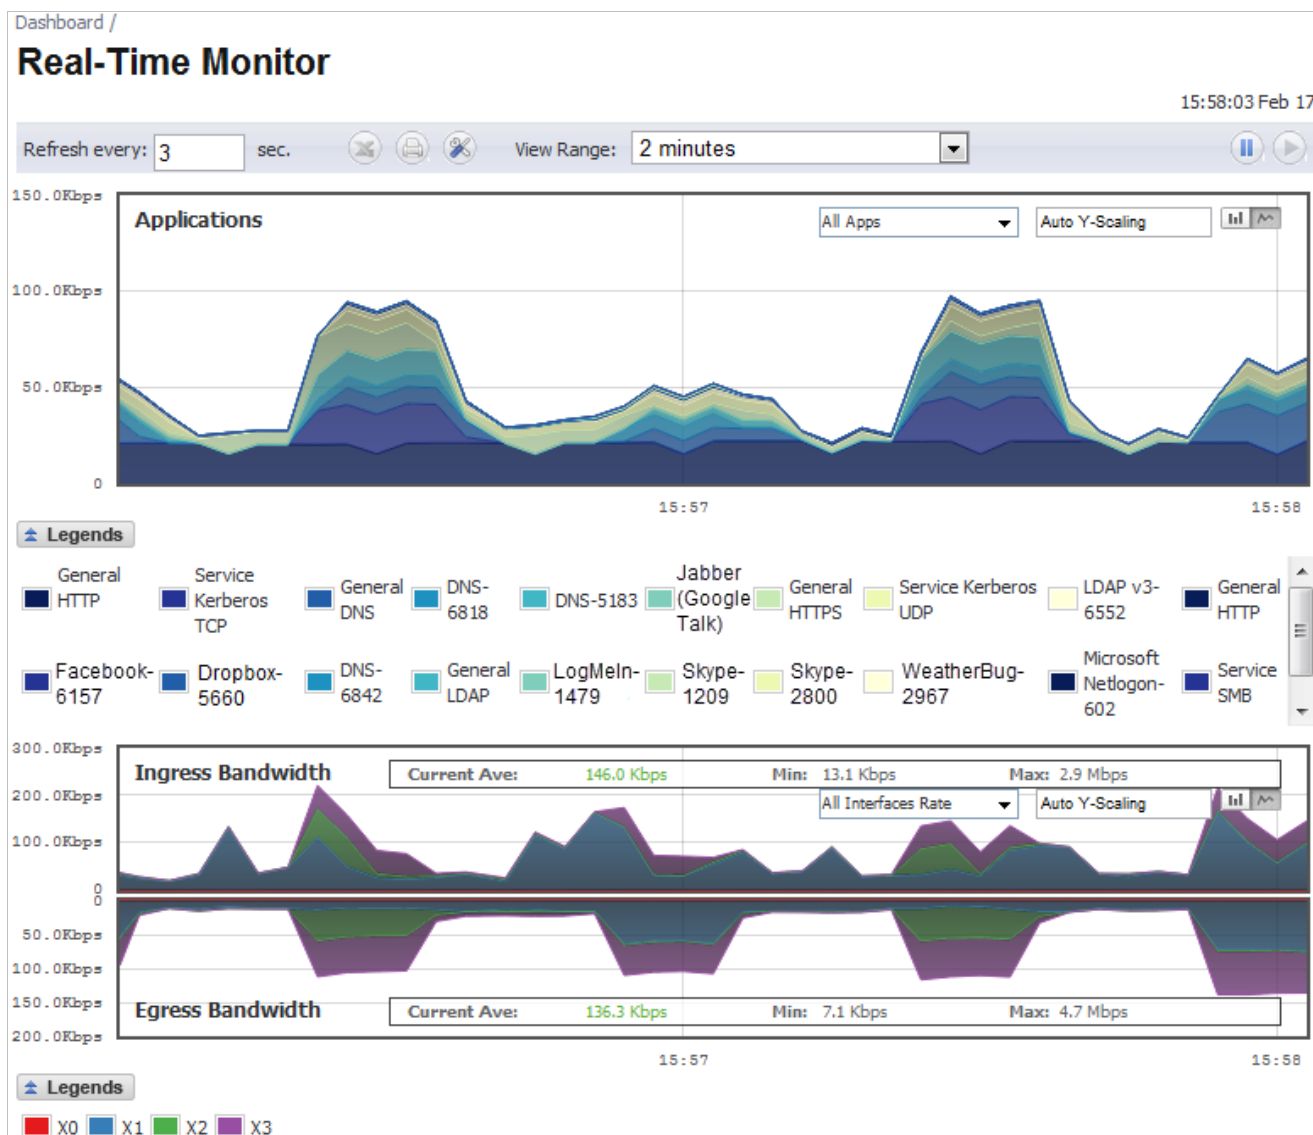 Dashboard /
Real-Time Monitor
15:58:03 Feb 17
Refresh every: 3 sec. View Range: 2 minutes
150.0Kbps
Applications All Apps Auto Y-Scaling
100.0Kbps
50.0Kbps
0
15:57 15:58
Legends
General HTTP
Service Kerberos TCP
General DNS
DNS-6818
DNS-5183
Jabber (Google Talk)
General HTTPS
Service Kerberos UDP
LDAP v3-6552
General HTTP
Facebook-6157
Dropbox-5660
DNS-6842
General LDAP
LogMeIn-1479
Skype-1209
Skype-2800
WeatherBug-2967
Microsoft Netlogon-602
Service SMB
300.0Kbps
Ingress Bandwidth Current Ave: 146.0 Kbps Min: 13.1 Kbps Max: 2.9 Mbps
200.0Kbps All Interfaces Rate Auto Y-Scaling
100.0Kbps
0
0
50.0Kbps
100.0Kbps
150.0Kbps
Egress Bandwidth Current Ave: 136.3 Kbps Min: 7.1 Kbps Max: 4.7 Mbps
200.0Kbps
15:57 15:58
Legends
X0 X1 X2 X3